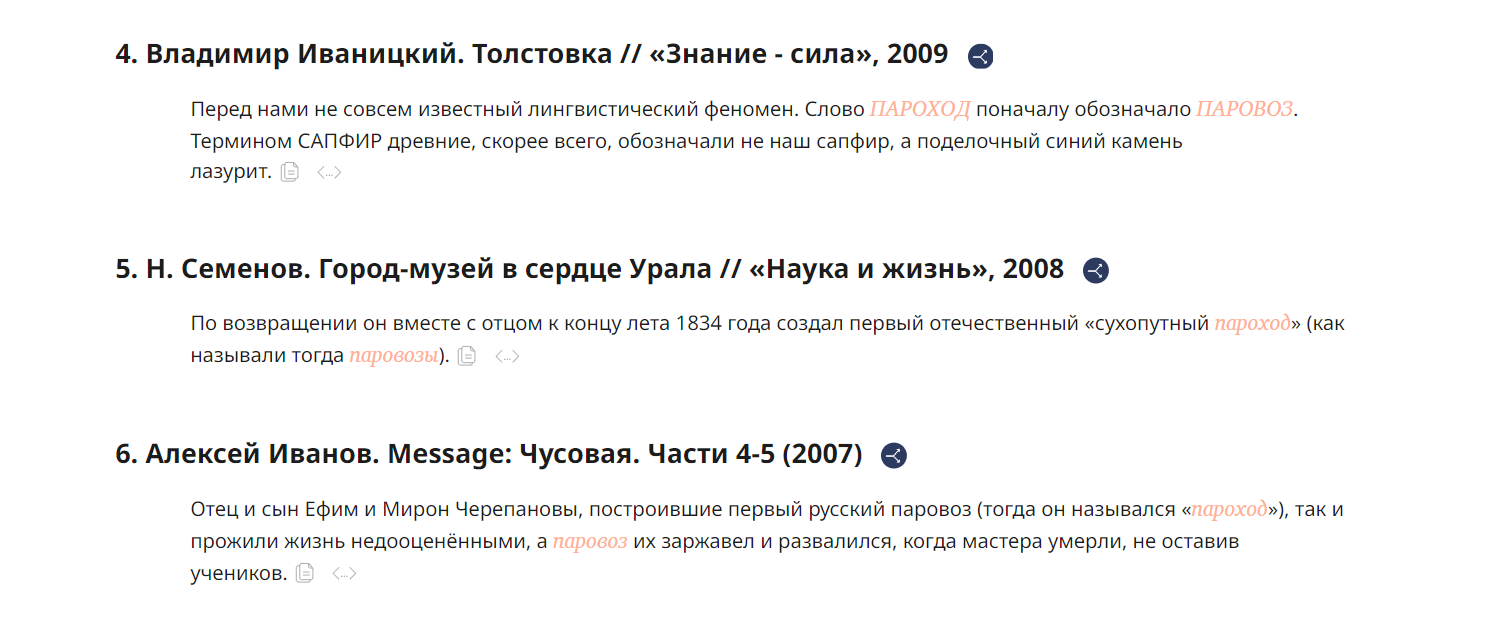 4. Владимир Иваницкий. Толстовка // «Знание - сила», 2009
Перед нами не совсем известный лингвистический феномен. Слово ПАРОХОД поначалу обозначало ПАРОВОЗ.
Термином САПФИР древние, скорее всего, обозначали не наш сапфир, а поделочный синий камень
лазурит. <...>
5. Н. Семенов. Город-музей в сердце Урала // «Наука и жизнь», 2008
По возвращении он вместе с отцом к концу лета 1834 года создал первый отечественный «сухопутный пароход» (как
называли тогда паровозы). <...>
6. Алексей Иванов. Message: Чусовая. Части 4-5 (2007)
Отец и сын Ефим и Мирон Черепановы, построившие первый русский паровоз (тогда он назывался «пароход»), так и
прожили жизнь недооценёнными, а паровоз их заржавел и развалился, когда мастера умерли, не оставив
учеников. <...>